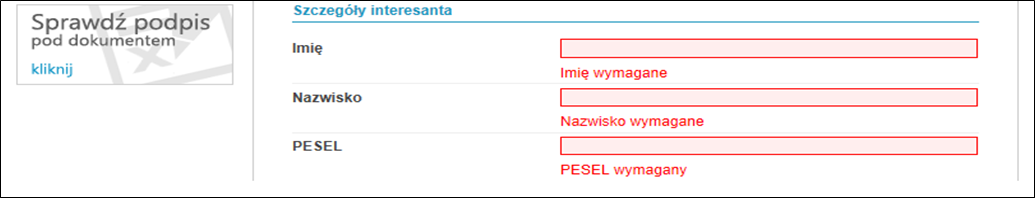 Sprawdź podpis
pod dokumentem
kliknij
Szczegóły interesanta
Imię
Imię wymagane
Nazwisko
Nazwisko wymagane
PESEL
PESEL wymagany